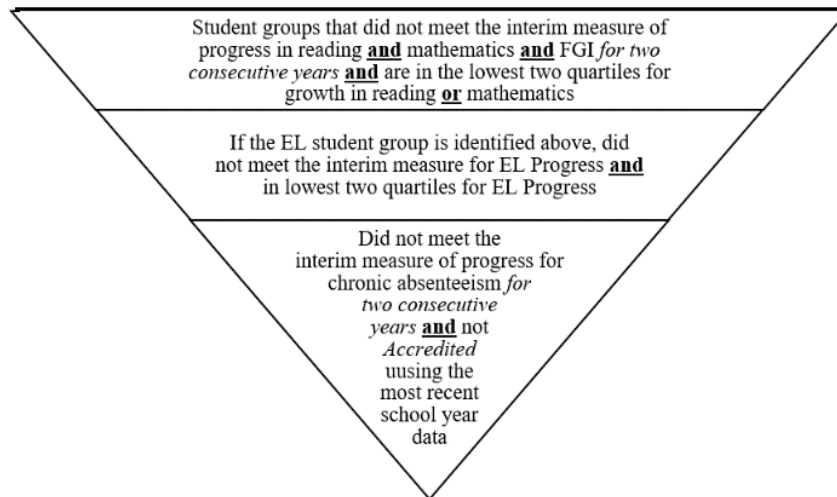 Student groups that did not meet the interim measure of
progress in reading and mathematics and FGI for two
consecutive years and are in the lowest two quartiles for
growth in reading or mathematics
If the EL student group is identified above, did
not meet the interim measure for EL Progress and
in lowest two quartiles for EL Progress
Did not meet the
interim measure of progress for
chronic absenteeism for
two consecutive
years and not
Accredited
uusing the
most recent
school year
data